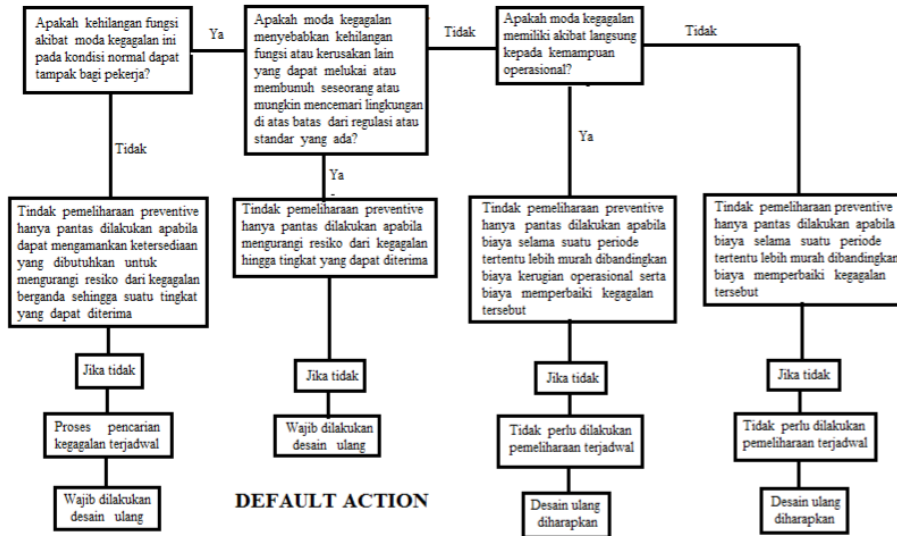 Apakah kehilangan fungsi
akibat moda kegagalan ini
pada kondisi normal dapat
tampak bagi pekerja?
Ya
Apakah moda kegagalan
menyebabkan kehilangan
fungsi atau kerusakan lain
yang dapat melukai atau
membunuh seseorang atau
mungkin mencemari lingkungan
di atas batas dari regulasi atau
standar yang ada?
Tidak
Apakah moda kegagalan
memiliki akibat langsung
kepada kemampuan
operasional?
Tidak
Tidak
Ya
Ya
Tindak pemeliharaan preventive
hanya pantas dilakukan apabila
dapat mengamankan ketersediaan
yang dibutuhkan untuk
mengurangi resiko dari kegagalan
berganda sehingga suatu tingkat
yang dapat diterima
Tindak pemeliharaan preventive
hanya pantas dilakukan apabila
mengurangi resiko dari kegagalan
hingga tingkat yang dapat diterima
Tindak pemeliharaan preventive
hanya pantas dilakukan apabila
biaya selama suatu periode
tertentu lebih murah dibandingkan
biaya kerugian operasional serta
biaya memperbaiki kegagalan
tersebut
Tindak pemeliharaan preventive
hanya pantas dilakukan apabila
biaya selama suatu periode
tertentu lebih murah dibandingkan
biaya memperbaiki kegagalan
tersebut
Jika tidak
Jika tidak
Jika tidak
Jika tidak
Proses pencarian
kegagalan terjadwal
Wajib dilakukan
desain ulang
Tidak perlu dilakukan
pemeliharaan terjadwal
Tidak perlu dilakukan
pemeliharaan terjadwal
Wajib dilakukan
desain ulang
DEFAULT ACTION
Desain ulang
diharapkan
Desain ulang
diharapkan